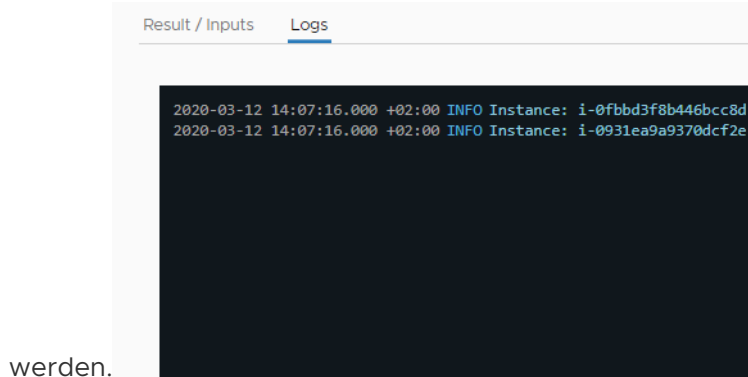 Result / Inputs Logs
2020-03-12 14:07:16.000 +02:00 INFO Instance: i-0fbbd3f8b446bcc8d
2020-03-12 14:07:16.000 +02:00 INFO Instance: i-0931ea9a9370dcf2e
werden.